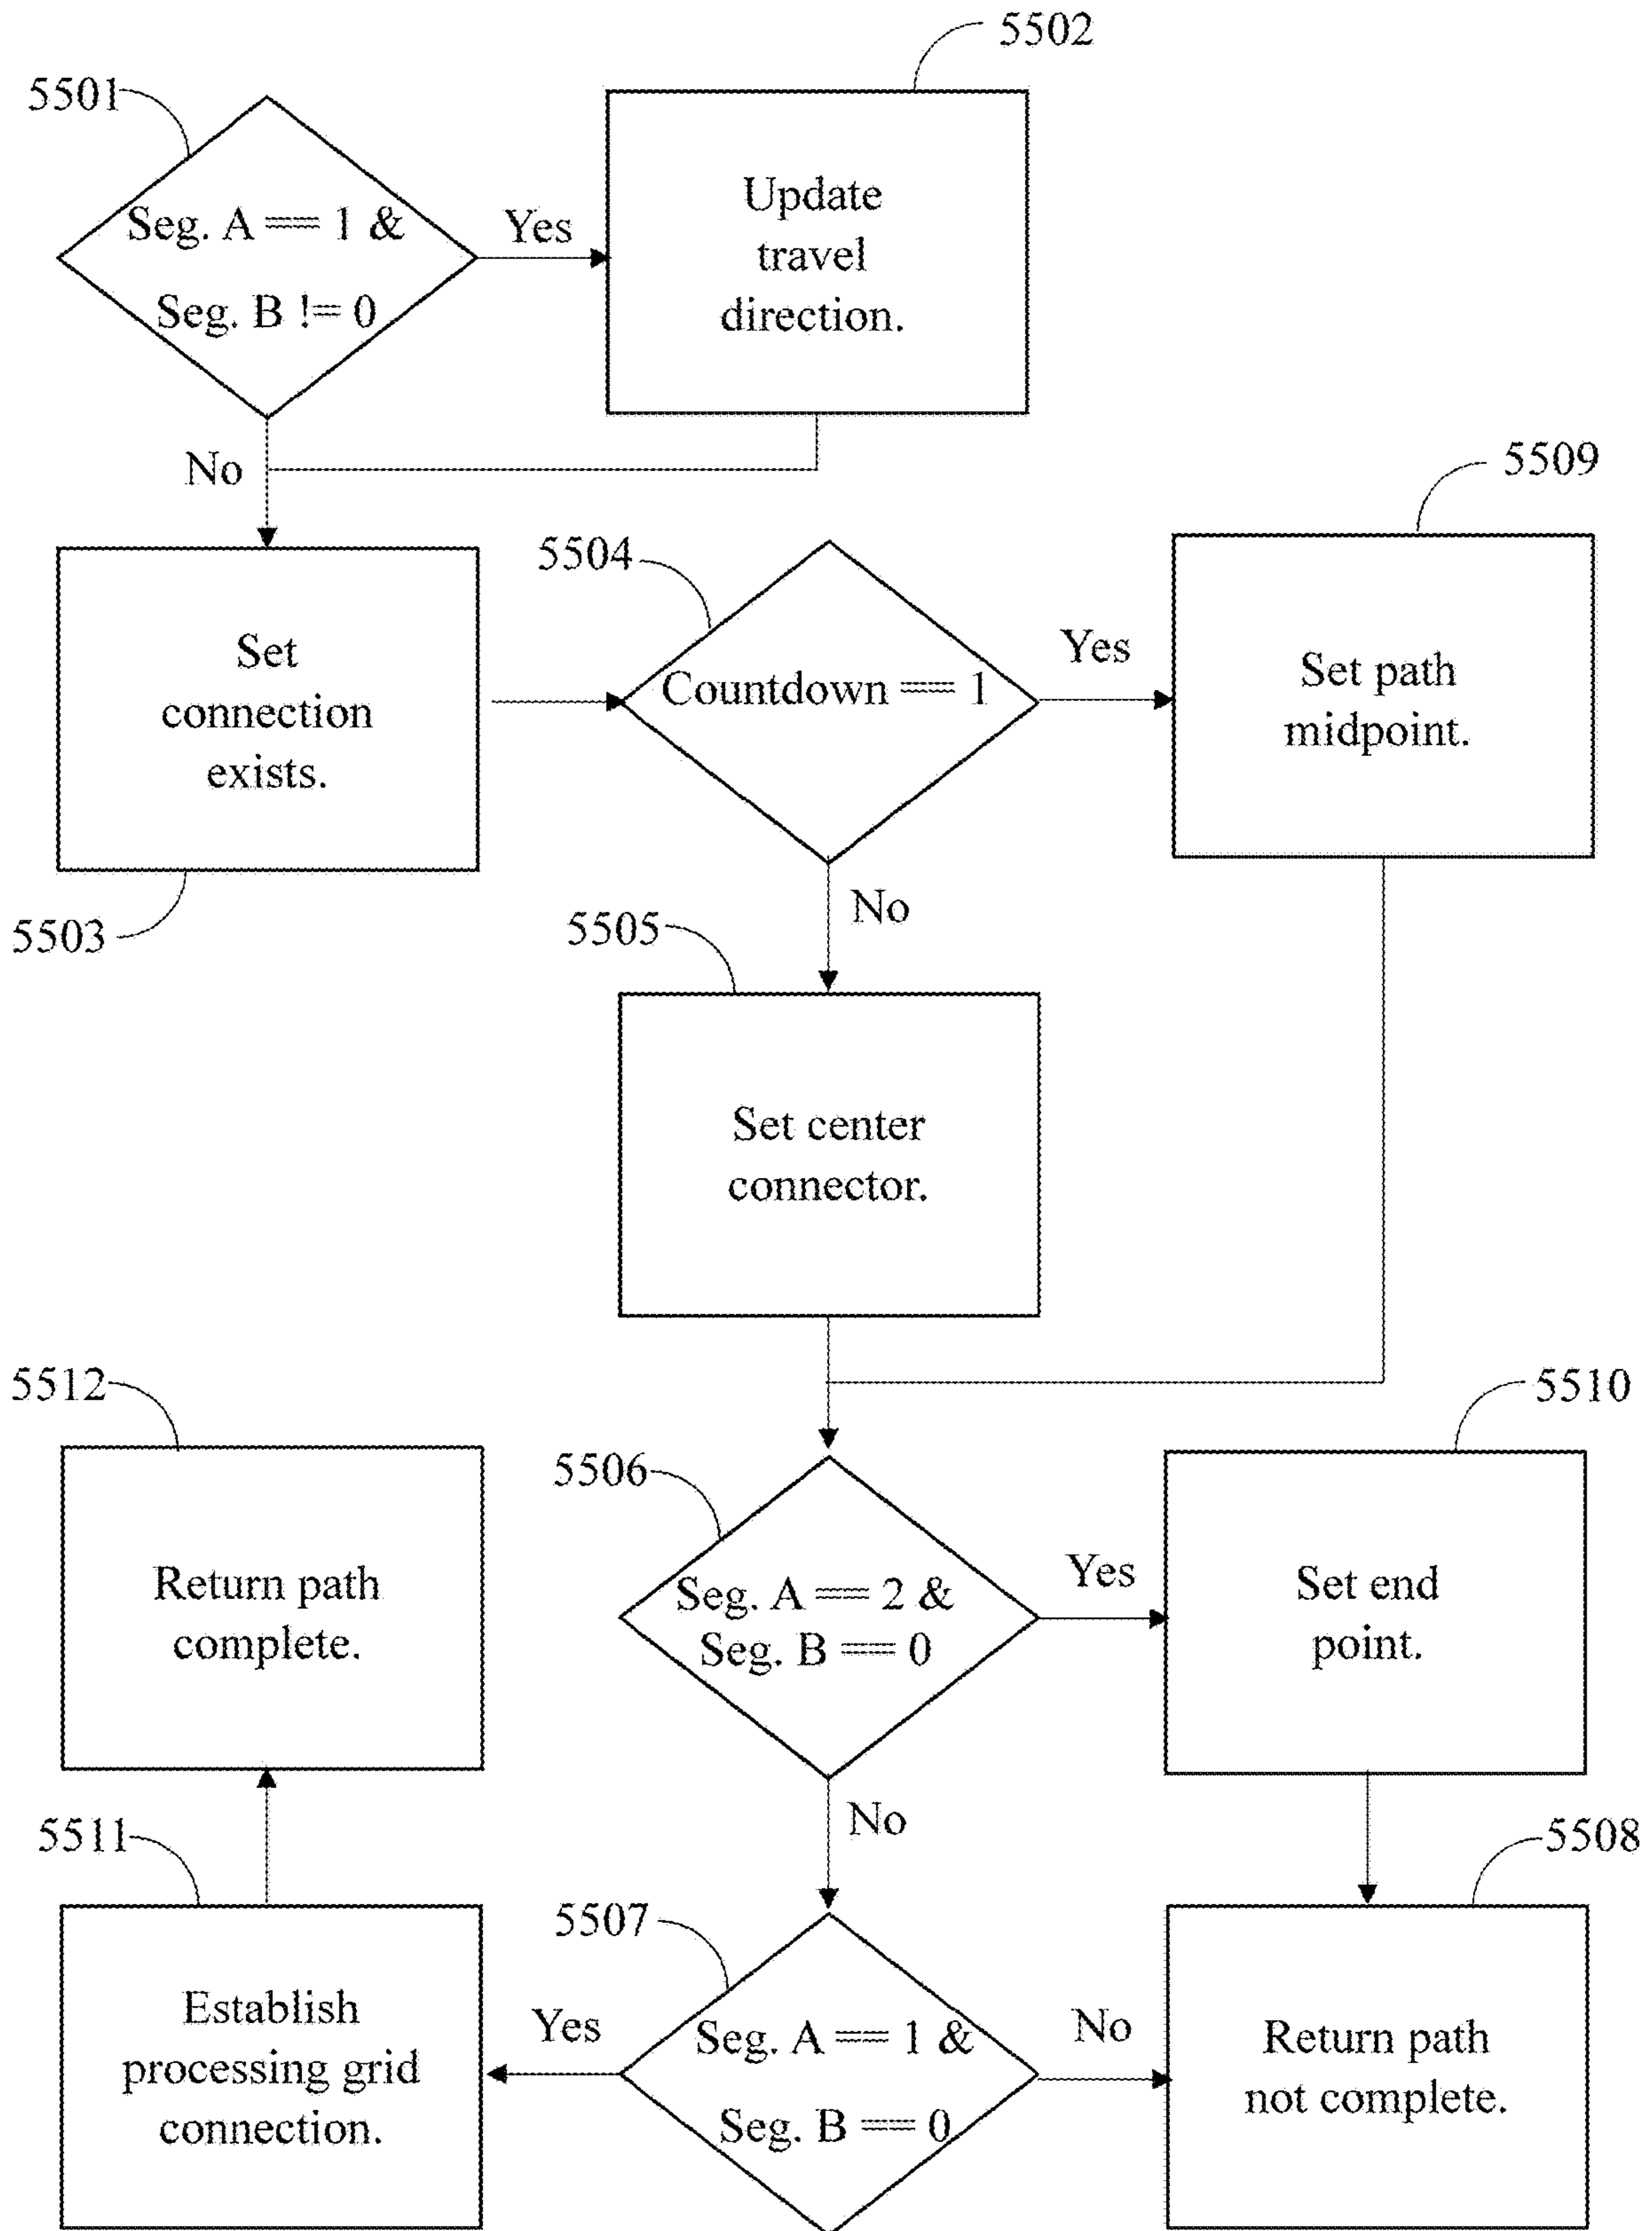 5502
5501
Seg. A == 1 &
Seg. B != 0
Yes
Update
travel
direction.
No
5509
5504
Set
connection
exists.
Countdown == 1
Yes
Set path
midpoint.
5503
No
5505
Set center
connector.
5512
5510
5506
Return path
complete.
Seg. A == 2 &
Seg. B == 0
Yes
Set end
point.
No
5511
5508
5507
Establish
processing grid
connection.
Yes
Seg. A == 1 &
Seg. B == 0
No
Return path
not complete.